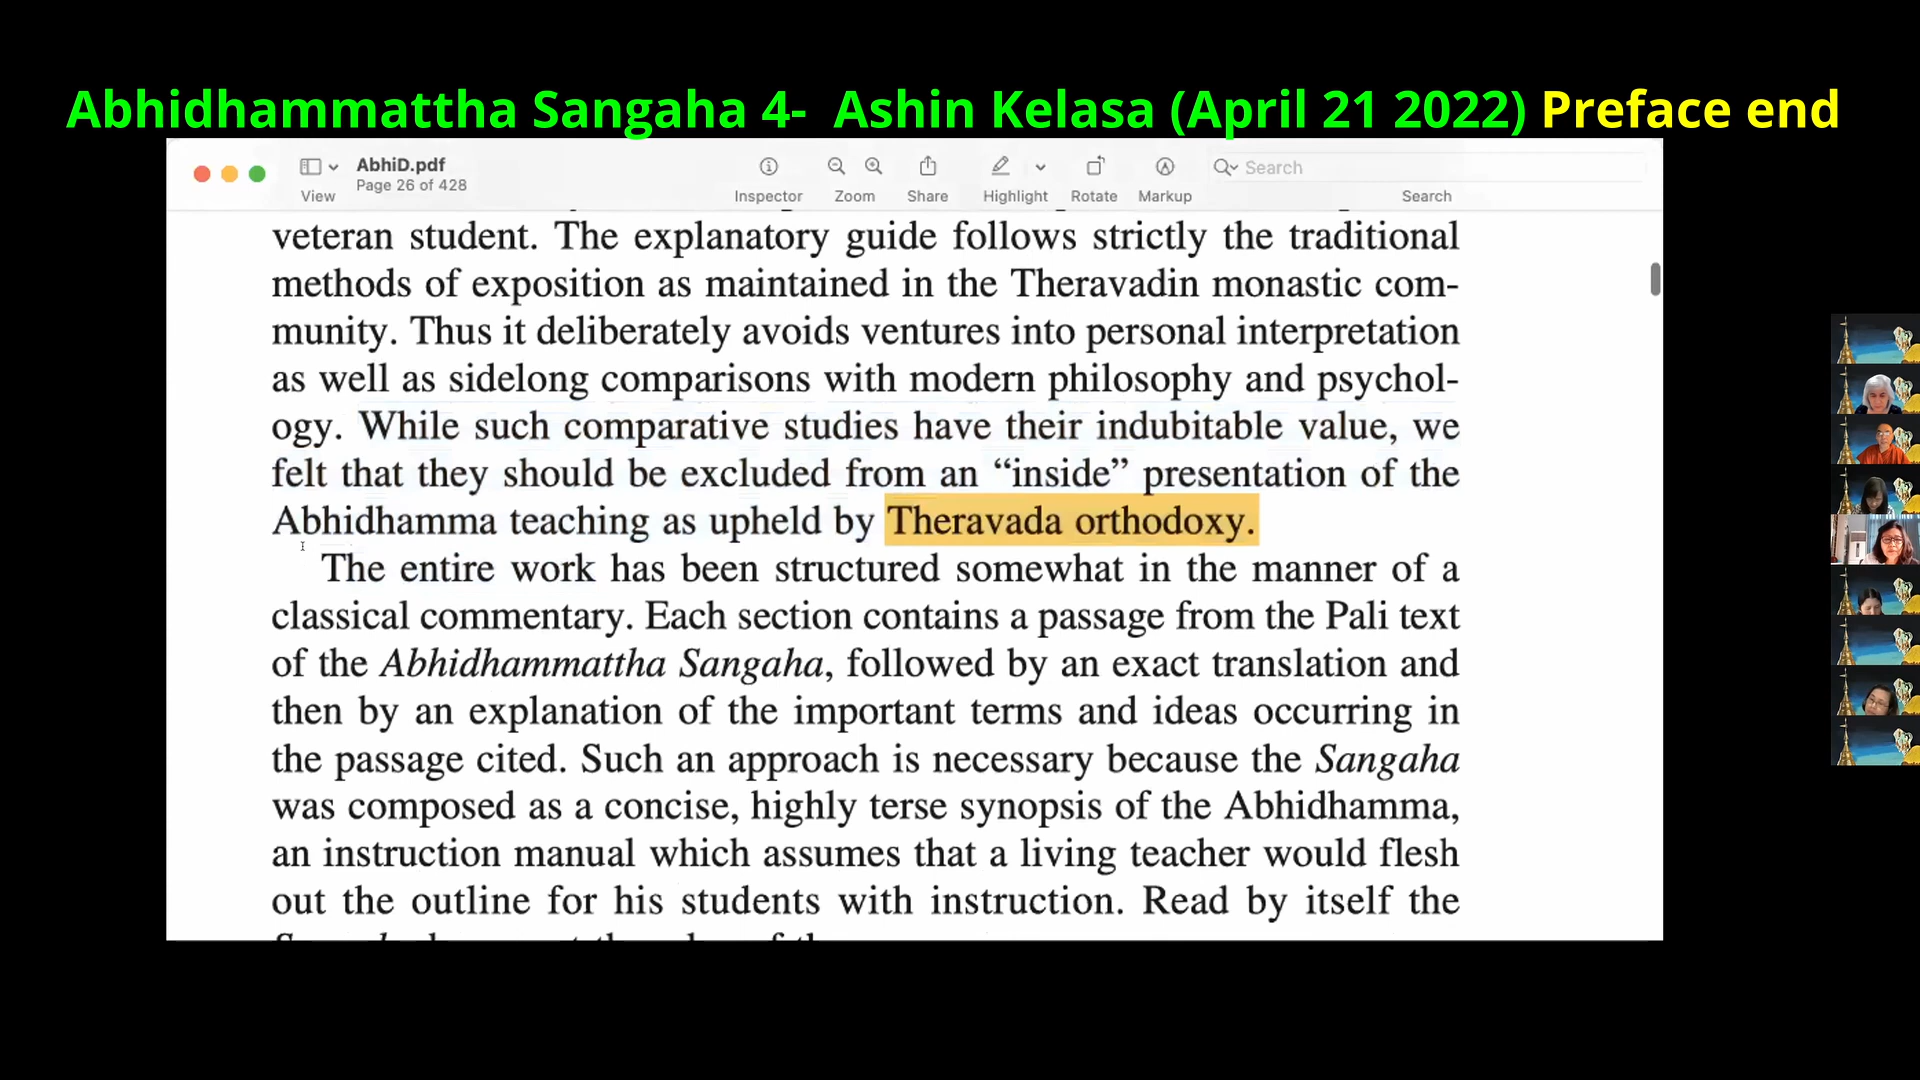 Abhidhammattha Sangaha 4- Ashin Kelasa (April 21 2022) Preface end
AbhiD.pdf
Page 26 of 428
View
Inspector
Zoom
Share
Highlight
Rotate
Markup
Search
Search
veteran student. The explanatory guide follows strictly the traditional
methods of exposition as maintained in the Theravadin monastic com-
munity. Thus it deliberately avoids ventures into personal interpretation
as well as sidelong comparisons with modern philosophy and psychol-
ogy. While such comparative studies have their indubitable value, we
felt that they should be excluded from an “inside” presentation of the
Abhidhamma teaching as upheld by Theravada orthodoxy.
The entire work has been structured somewhat in the manner of a
classical commentary. Each section contains a passage from the Pali text
of the Abhidhammattha Sangaha, followed by an exact translation and
then by an explanation of the important terms and ideas occurring in
the passage cited. Such an approach is necessary because the Sangaha
was composed as a concise, highly terse synopsis of the Abhidhamma,
an instruction manual which assumes that a living teacher would flesh
out the outline for his students with instruction. Read by itself the